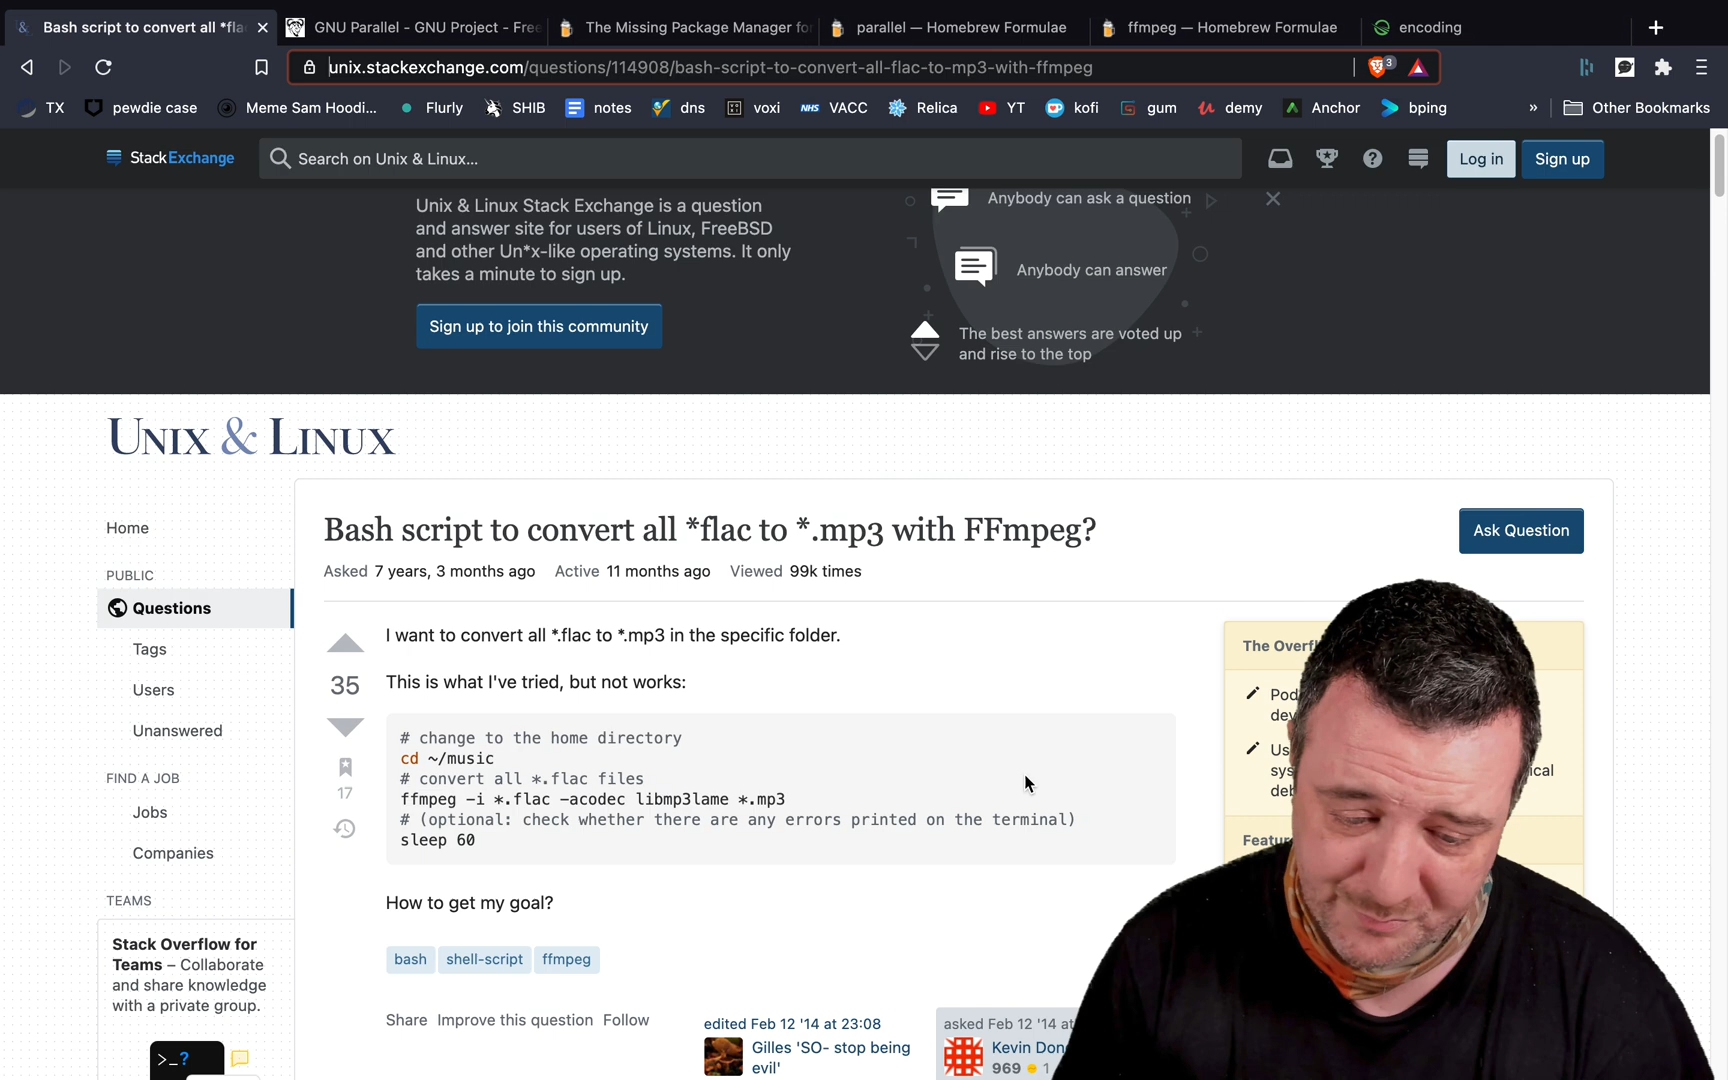 Bash script to convert all *fla
GNU Parallel - GNU Project - Free
The Missing Package Manager for
parallel — Homebrew Formulae
ffmpeg — Homebrew Formulae
encoding
unix.stackexchange.com/questions/114908/bash-script-to-convert-all-flac-to-mp3-with-ffmpeg
3
TX
pewdie case
Meme Sam Hoodi...
Flurly
SHIB
notes
dns
voxi
NHS
VACC
Relica
YT
kofi
gum
demy
Anchor
bping
»
Other Bookmarks
StackExchange
Search on Unix & Linux...
Log in
Sign up
Unix & Linux Stack Exchange is a question
and answer site for users of Linux, FreeBSD
and other Un*x-like operating systems. It only
takes a minute to sign up.
Sign up to join this community
Anybody can ask a question
Anybody can answer
The best answers are voted up
and rise to the top
UNIX & LINUX
Home
PUBLIC
Questions
Tags
Users
Unanswered
FIND A JOB
Jobs
Companies
TEAMS
Stack Overflow for
Teams – Collaborate
and share knowledge
with a private group.
>_?
Bash script to convert all *flac to *.mp3 with FFmpeg?
Ask Question
Asked 7 years, 3 months ago
Active 11 months ago
Viewed 99k times
35
17
I want to convert all *.flac to *.mp3 in the specific folder.
This is what I've tried, but not works:
# change to the home directory
cd ~/music
# convert all *.flac files
ffmpeg -i *.flac -acodec libmp3lame *.mp3
# (optional: check whether there are any errors printed on the terminal)
sleep 60
How to get my goal?
bash
shell-script
ffmpeg
Share
Improve this question
Follow
edited Feb 12 '14 at 23:08
Gilles 'SO- stop being
evil'
asked Feb 12 '14 at
Kevin Don
969
1
The Overf
Pod
dev
Us
sys
ical
deb
Featu